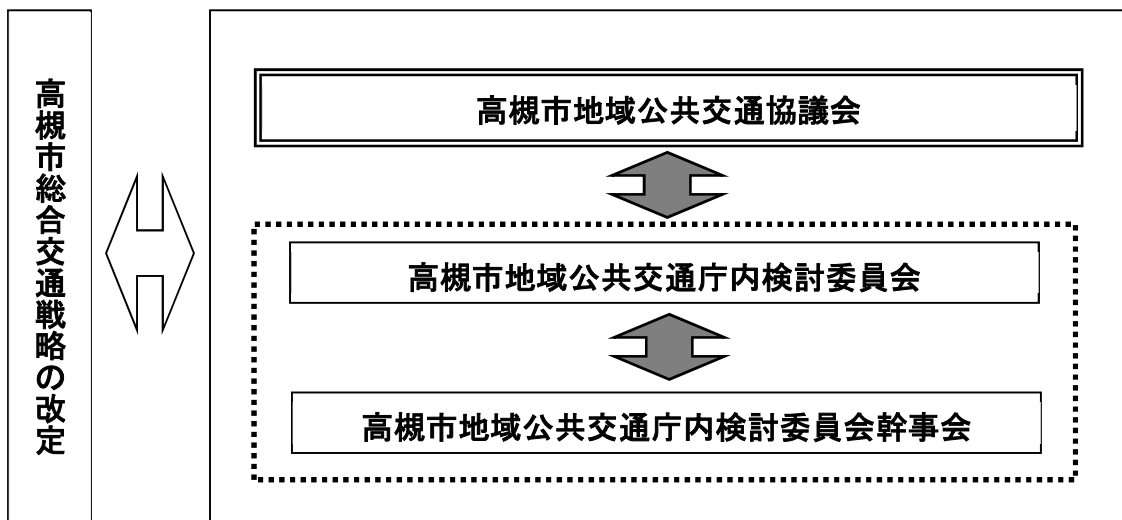 高槻市総合交通戦略の改定
高槻市地域公共交通協議会
高槻市地域公共交通庁内検討委員会
高槻市地域公共交通庁内検討委員会幹事会